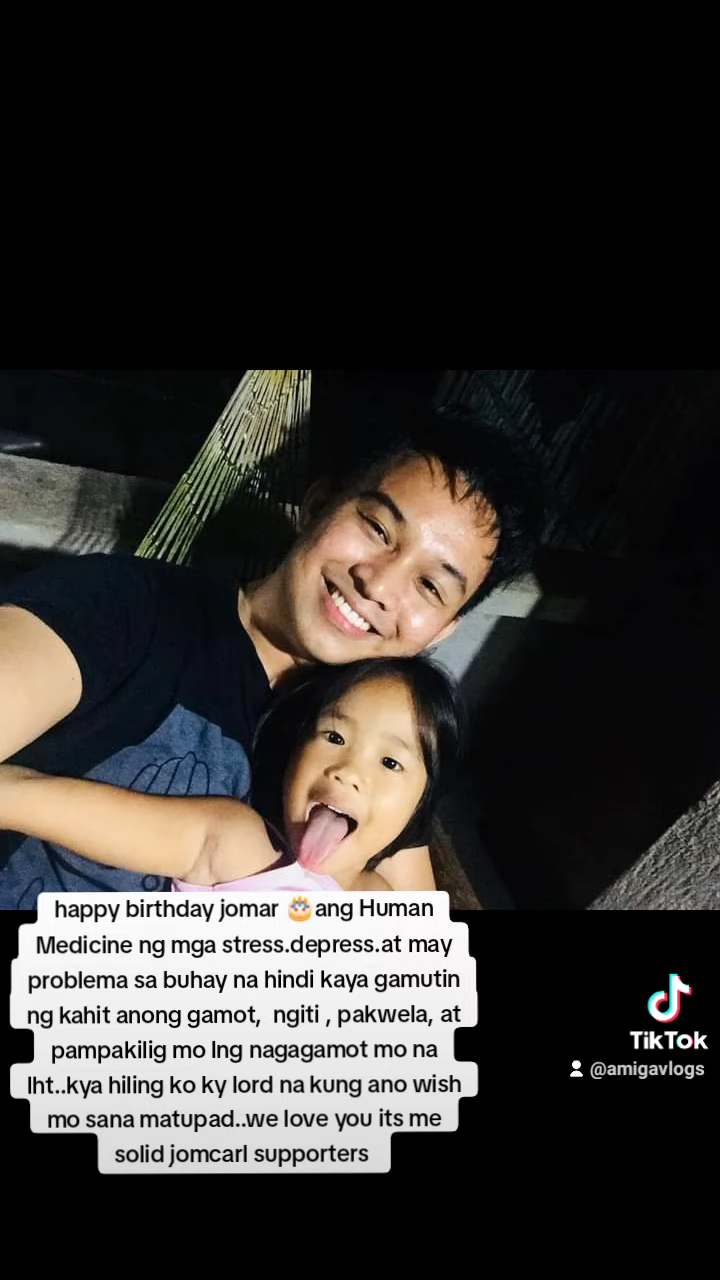 happy birthday jomar 🎂ang Human
Medicine ng mga stress.depress.at may
problema sa buhay na hindi kaya gamutin
ng kahit anong gamot, ngiti , pakwela, at
pampakilig mo lng nagagamot mo na
lht..kya hiling ko ky lord na kung ano wish
mo sana matupad..we love you its me
solid jomcarl supporters
TikTok
@amigavlogs